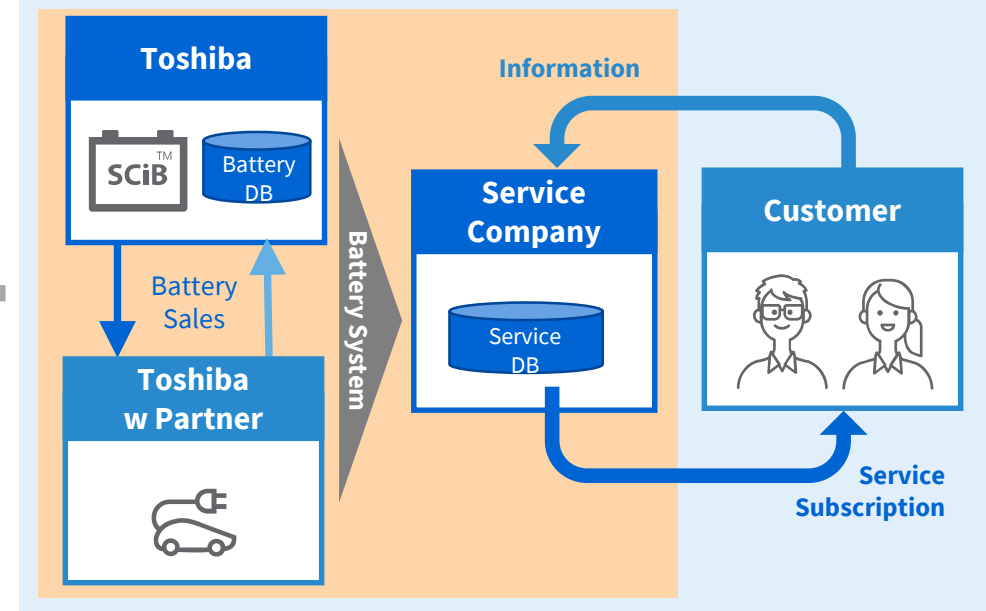 Toshiba
SCiB
TM
Battery
DB
Battery
Sales
Toshiba
w Partner
Battery System
Information
Service
Company
Service
DB
Customer
Service
Subscription